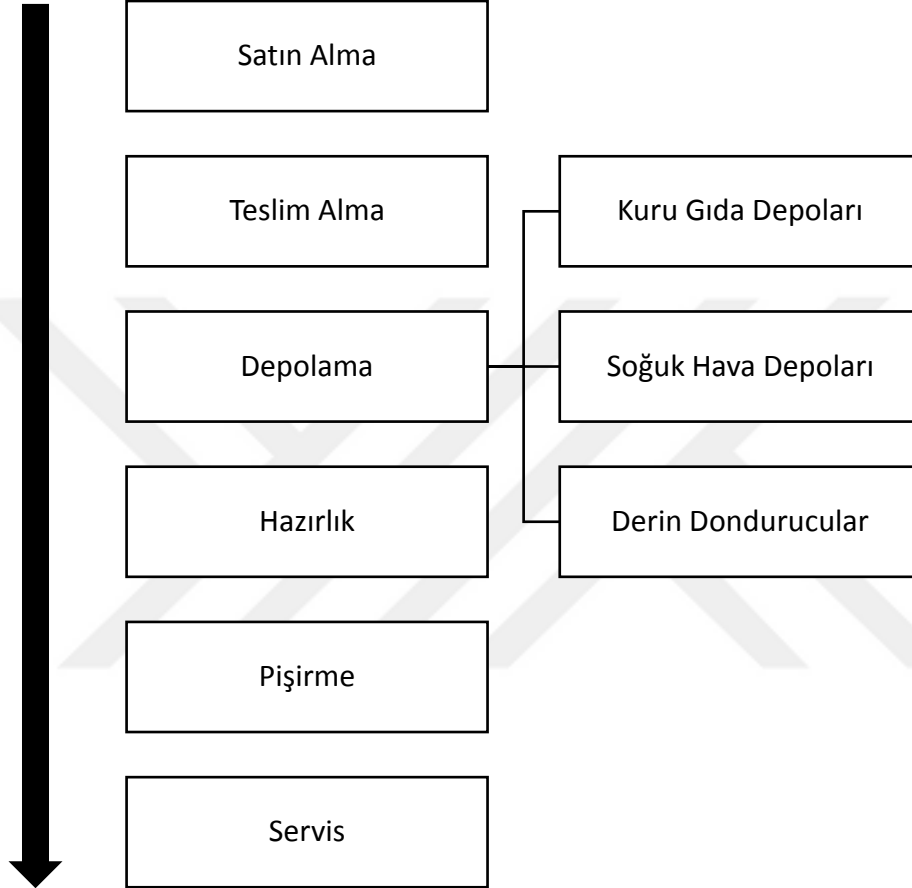 Satın Alma
Teslim Alma
Kuru Gıda Depoları
Depolama
Soğuk Hava Depoları
Hazırlık
Derin Dondurucular
Pişirme
Servis